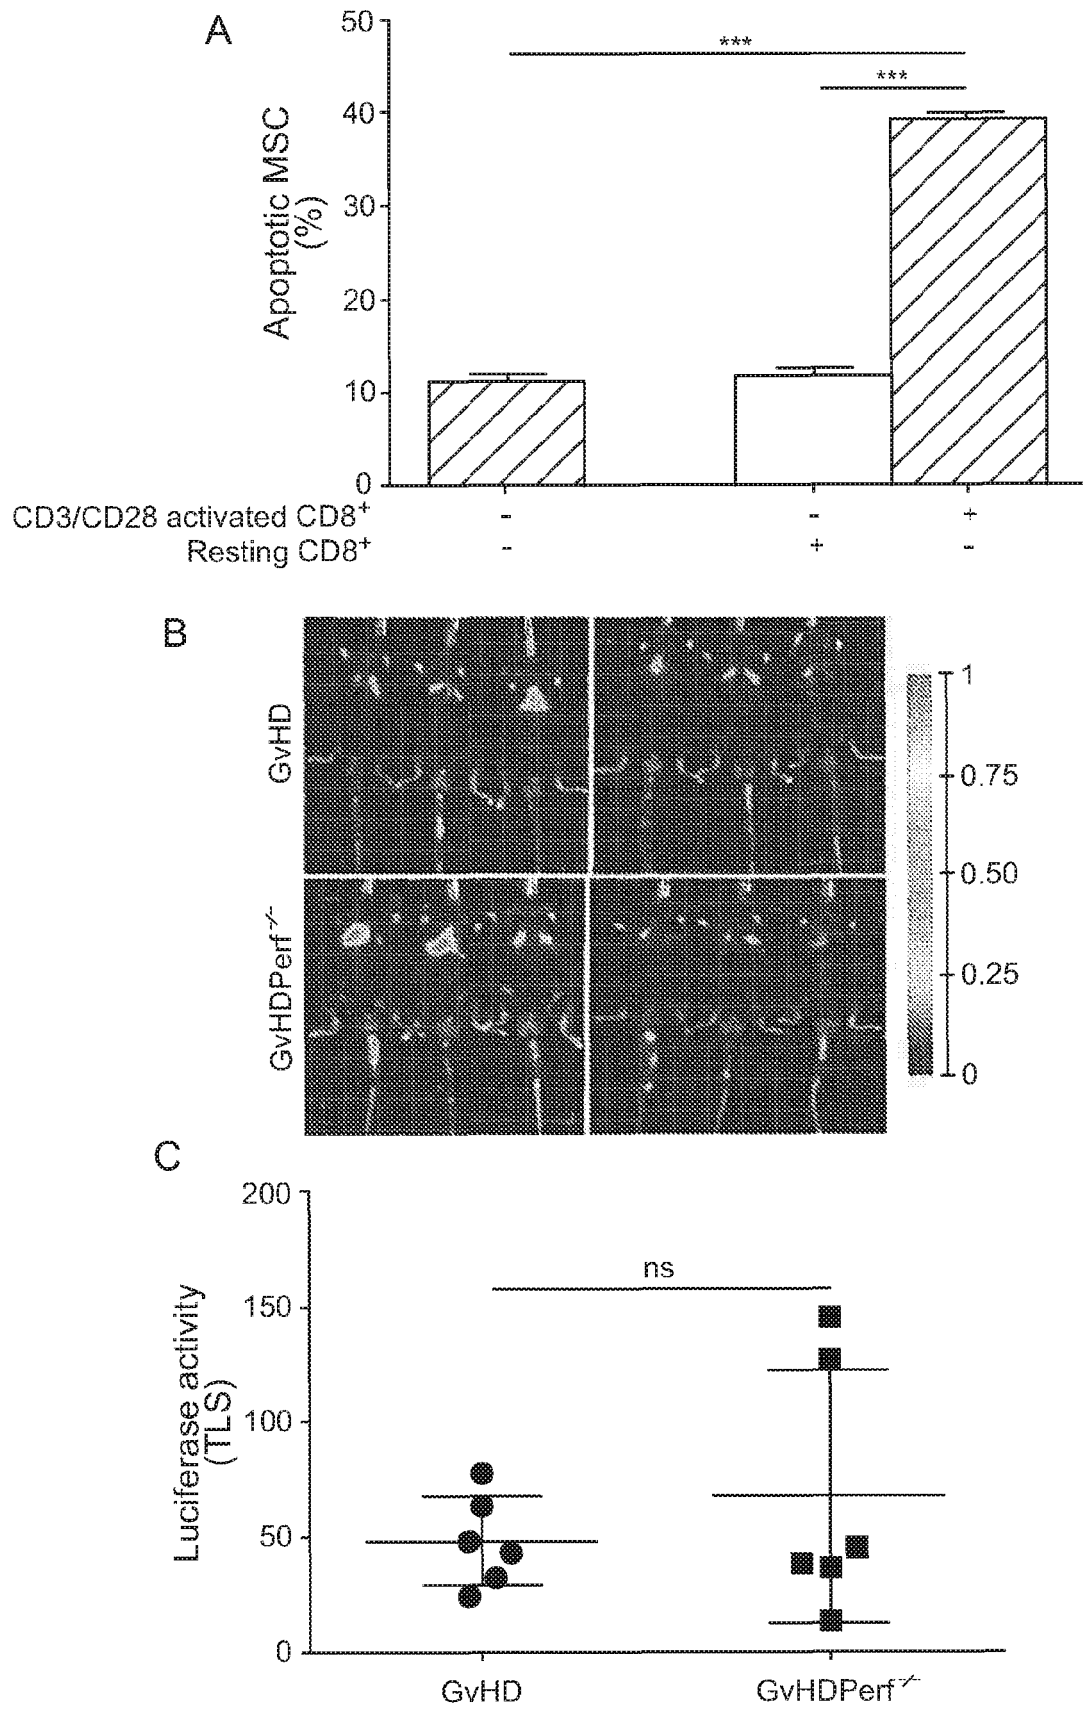 A
50
40
30
20
10
0
Apoptotic MSC
(%)
***
***
CD3/CD28 activated CD8+ - - +
Resting CD8+ - + -
B
GvHD
GvHDPerf-/-
1
0.75
0.50
0.25
0
C
200
150
100
50
0
Luciferase activity
(TLS)
ns
GvHD GvHDPerf-/-